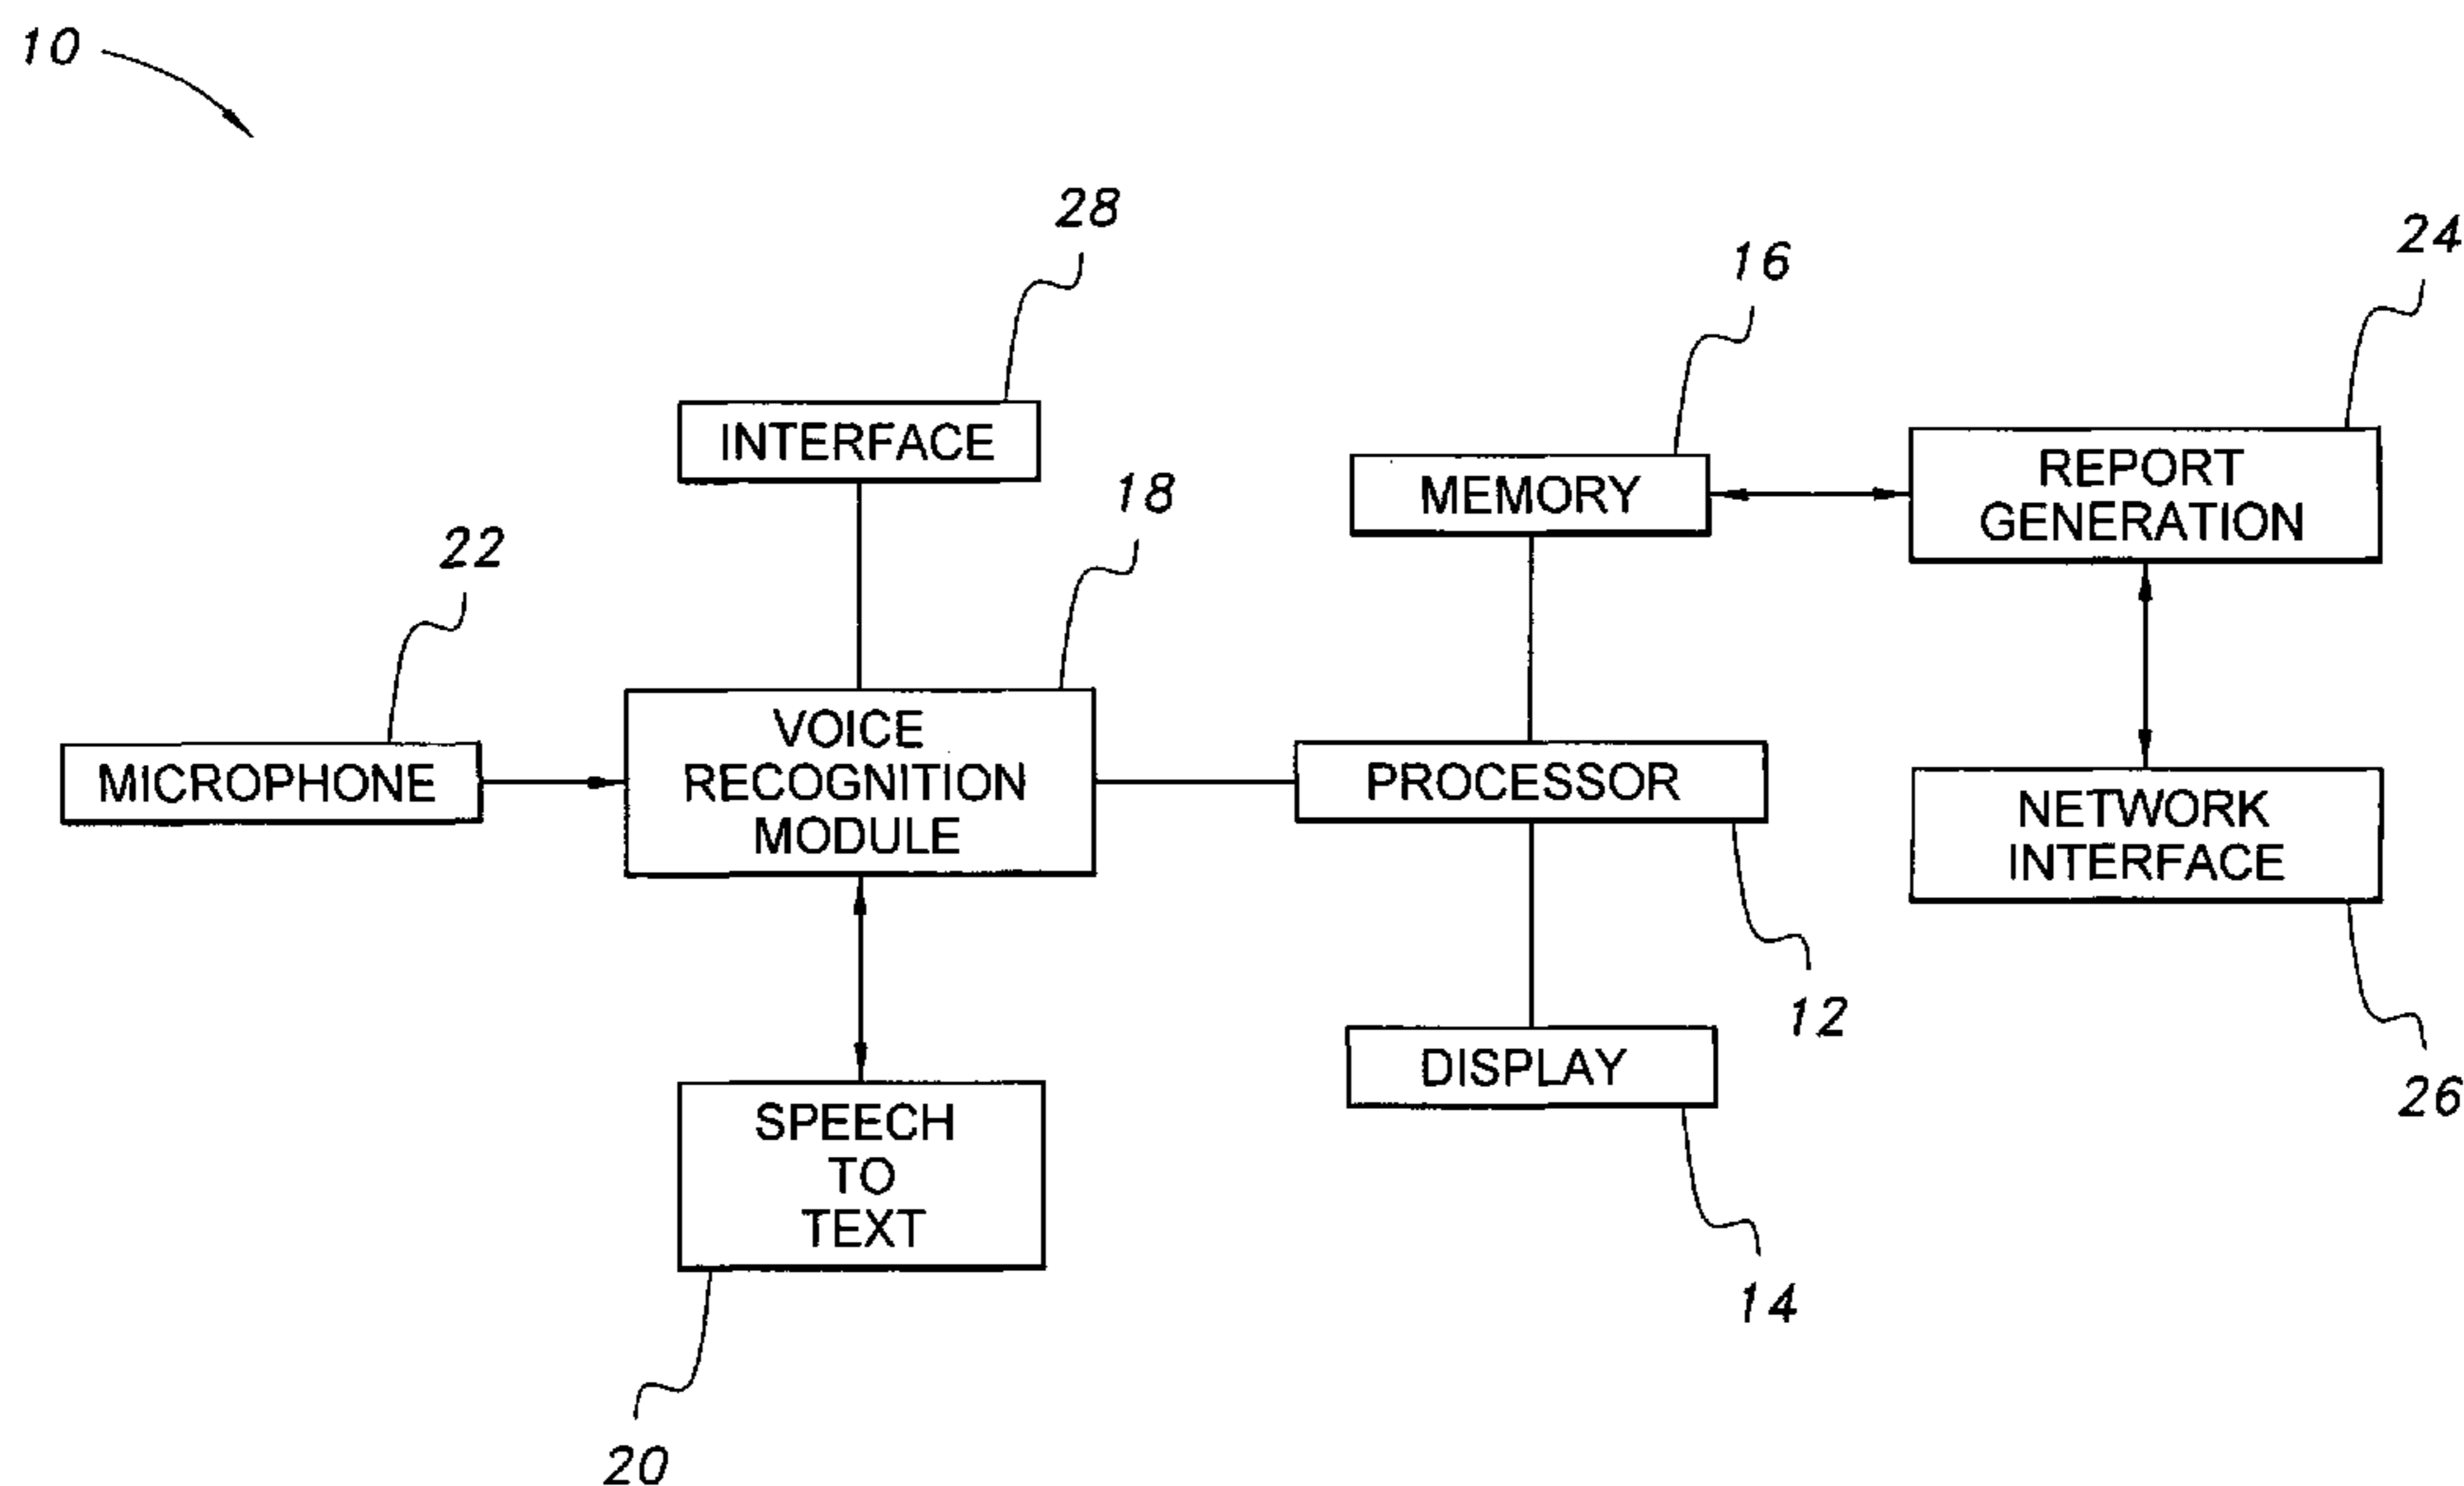 10
28
16
24
INTERFACE
18
MEMORY
REPORT
GENERATION
22
MICROPHONE
VOICE
RECOGNITION
MODULE
PROCESSOR
NETWORK
INTERFACE
12
DISPLAY
26
SPEECH
TO
TEXT
14
20